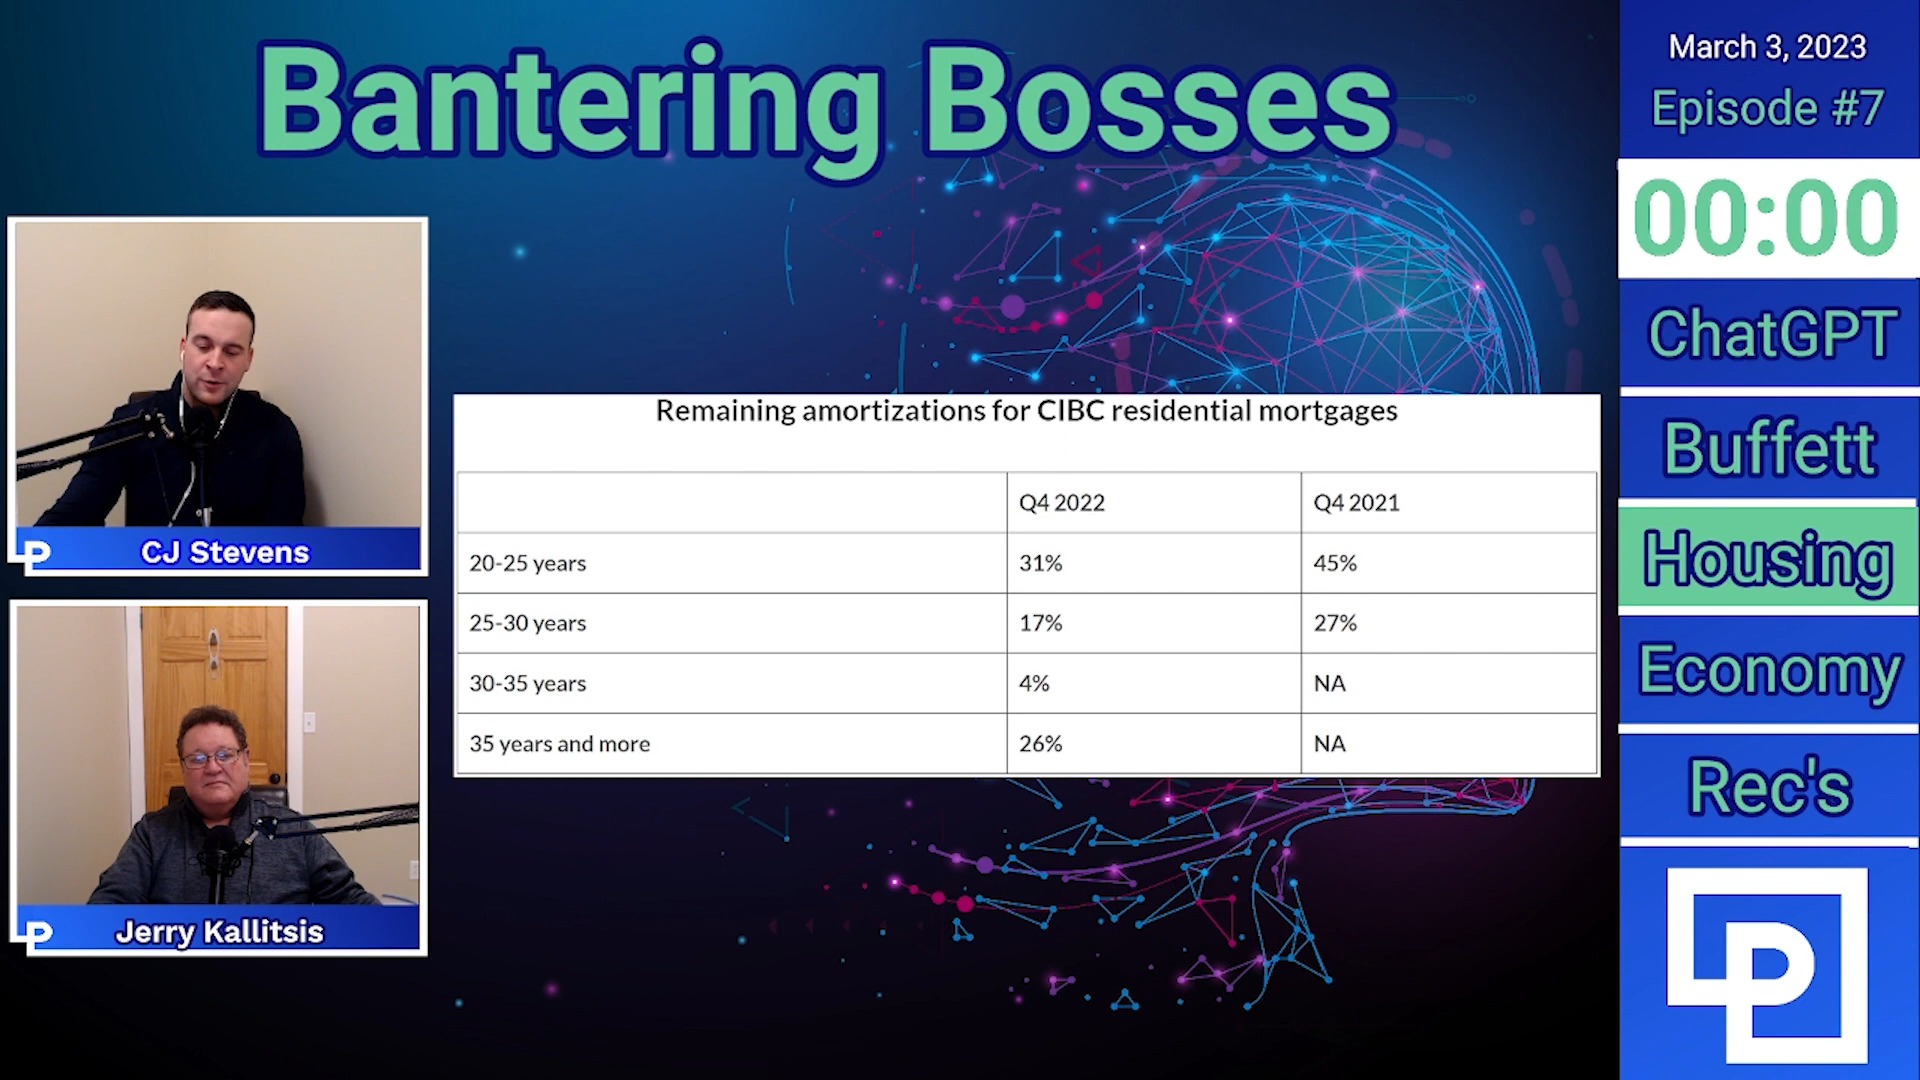 Bantering Bosses
March 3, 2023
Episode #7
00:00
ChatGPT
Buffett
Housing
Economy
Rec's
CJ Stevens
Jerry Kallitsis
Remaining amortizations for CIBC residential mortgages
Q4 2022 Q4 2021
20-25 years 31% 45%
25-30 years 17% 27%
30-35 years 4% NA
35 years and more 26% NA